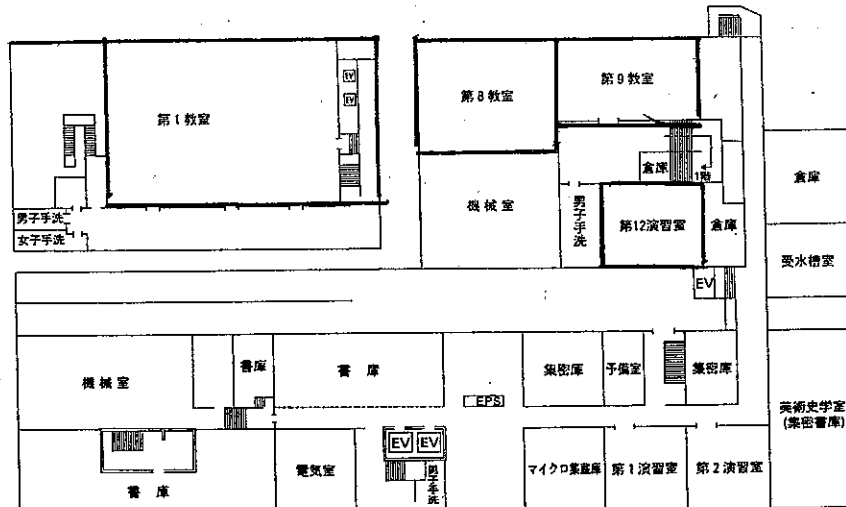 EV
EV
第1教室
第8教室
第9教室
倉庫
1階
倉庫
機械室
男子手洗
第12演習室
倉庫
男子手洗
女子手洗
受水槽室
EV
機械室
書庫
書庫
集密庫
予備室
集密庫
EPS
美術史学室
(集密書庫)
EV
EV
書庫
電気室
男子手洗
マイクロ集蔵庫
第1演習室
第2演習室